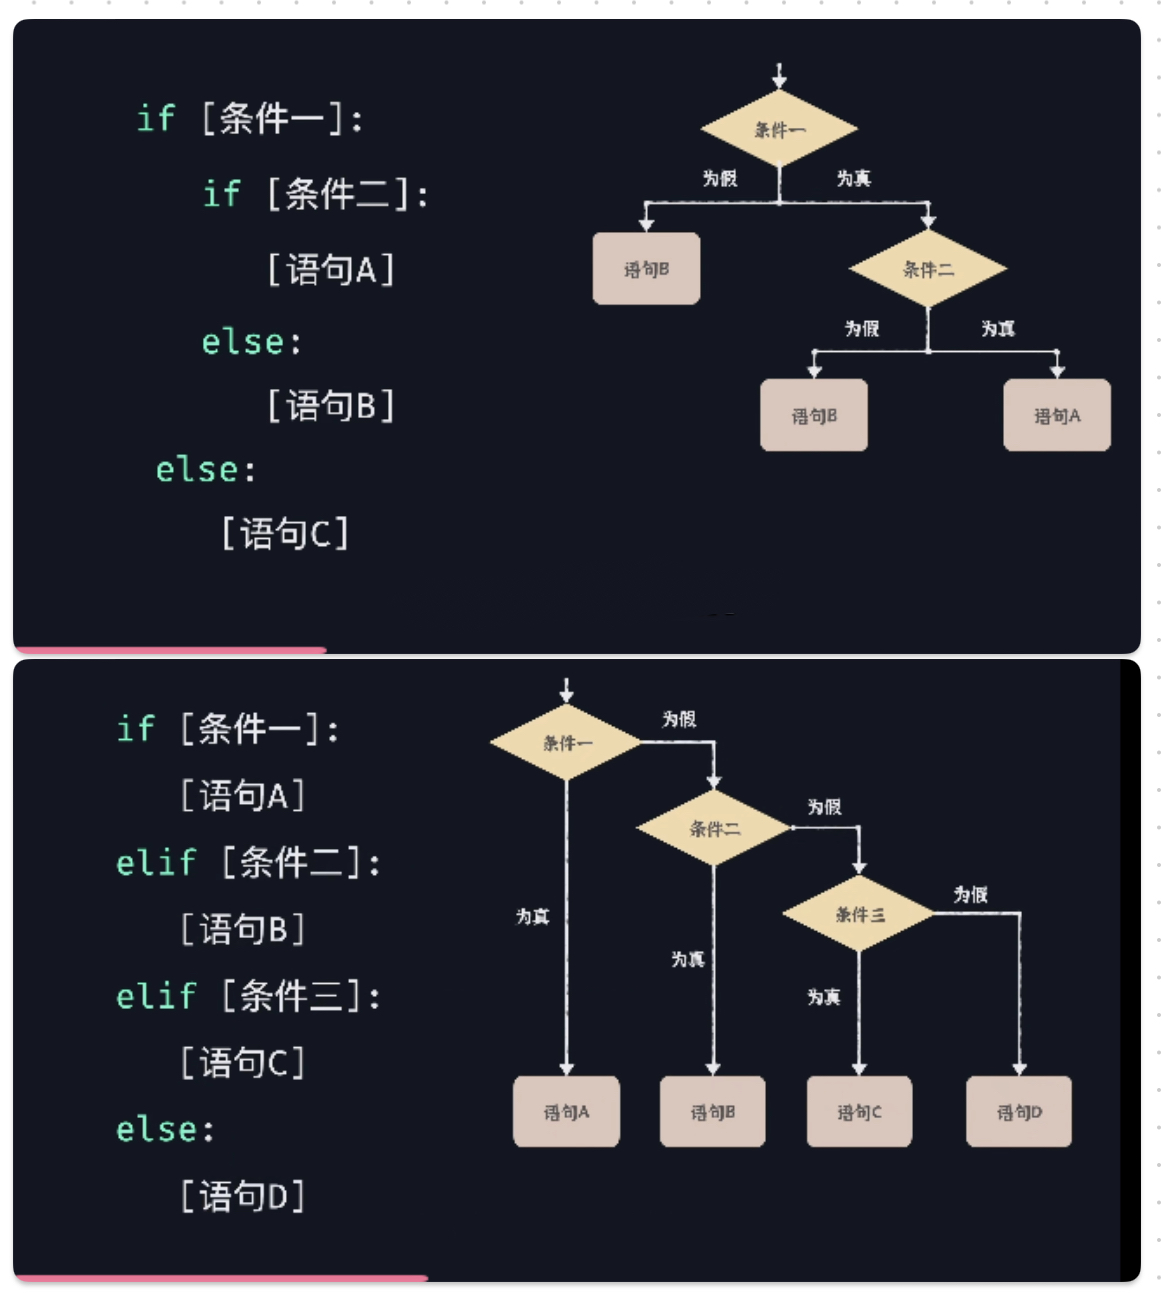 if [条件一]:
if [条件二]:
[语句A]
else:
[语句B]
else:
[语句C]
条件一
为假
为真
语句B
条件二
为假
为真
语句B
语句A
if [条件一]:
[语句A]
elif [条件二]:
[语句B]
elif [条件三]:
[语句C]
else:
[语句D]
条件一
为假
条件二
为假
条件三
为假
为真
为真
为真
语句A
语句B
语句C
语句D